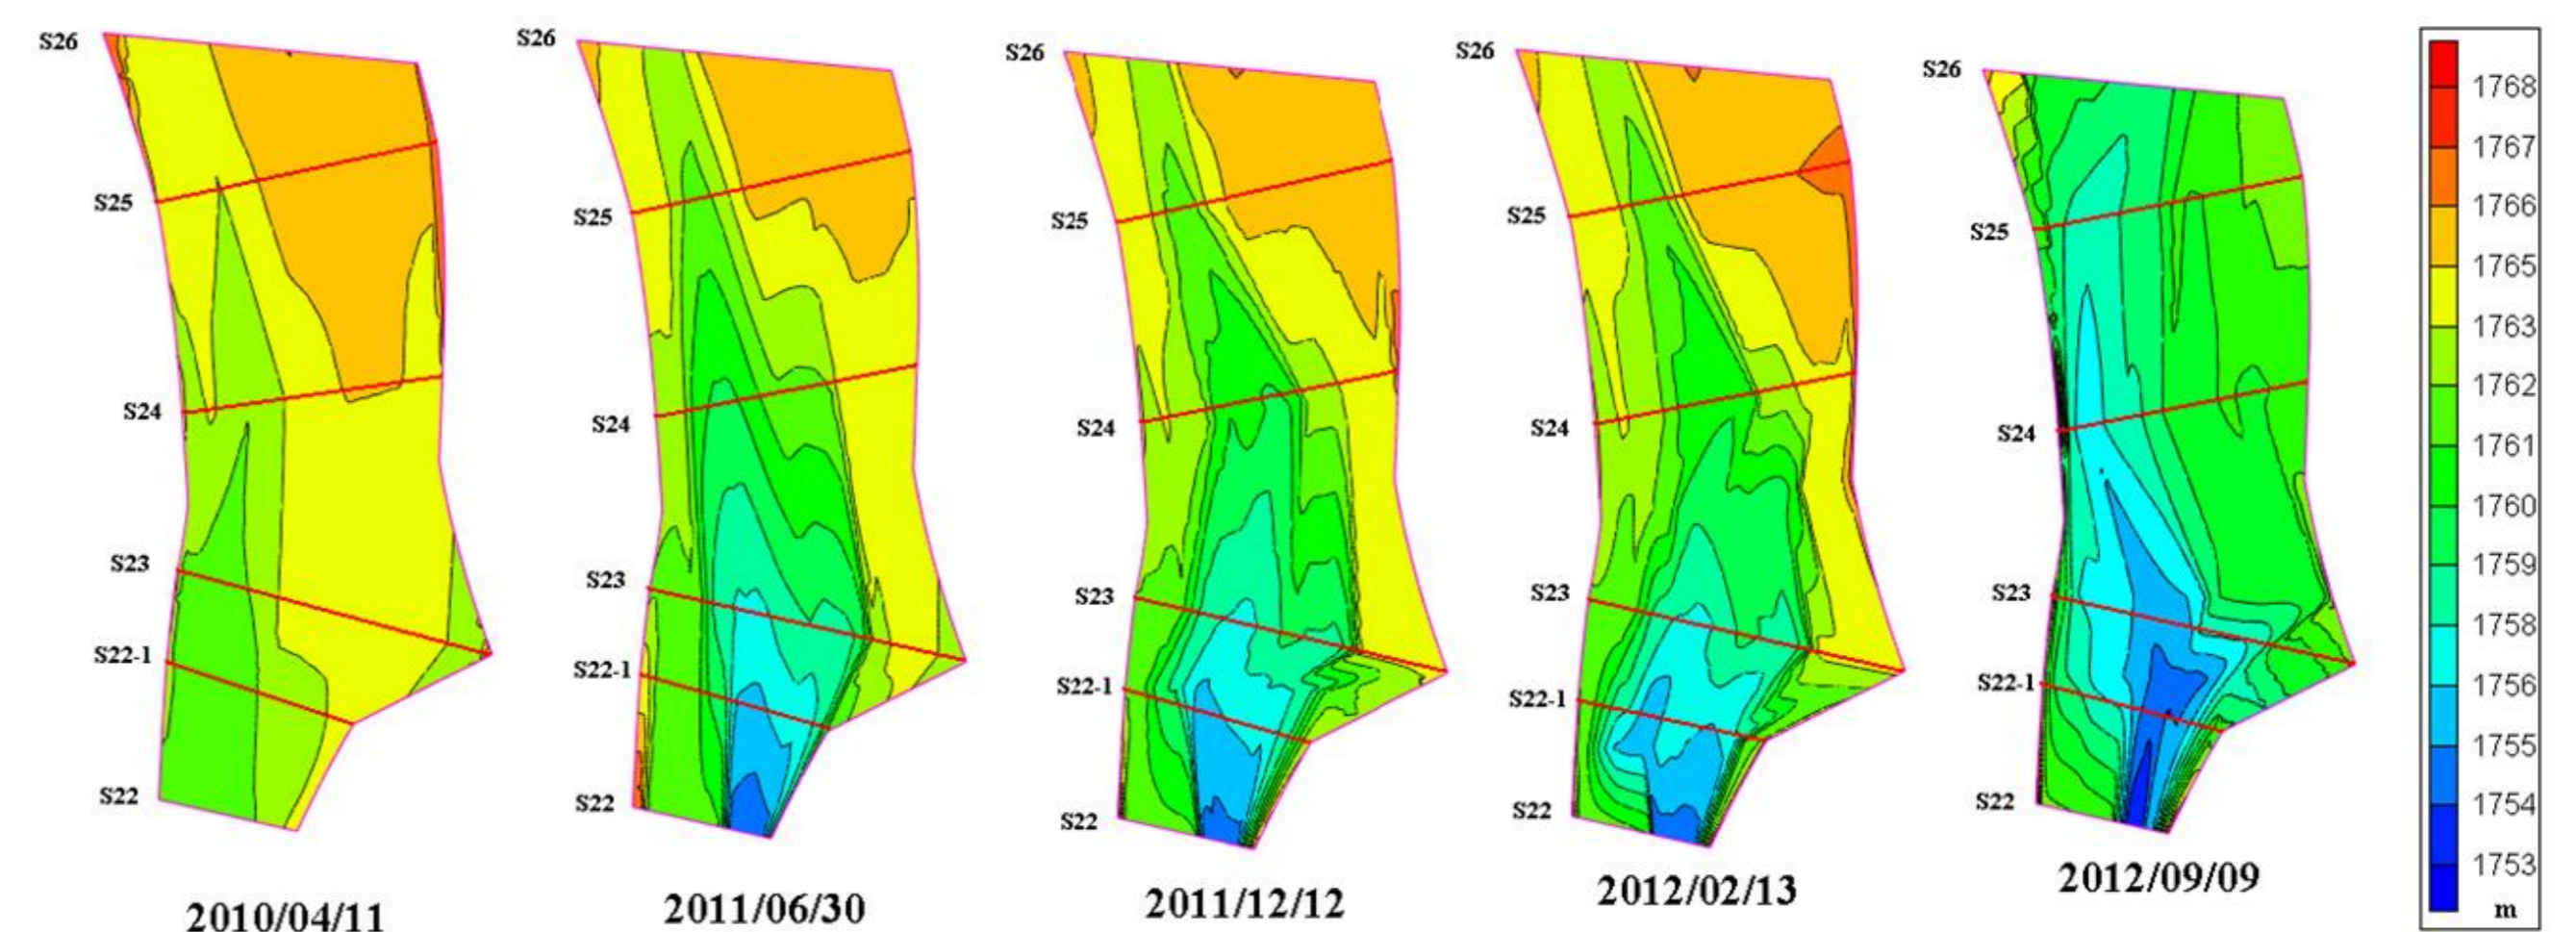 S26
S25
S24
S23
S22-1
S22
2010/04/11
S26
S25
S24
S23
S22-1
S22
2011/06/30
S26
S25
S24
S23
S22-1
S22
2011/12/12
S26
S25
S24
S23
S22-1
S22
2012/02/13
S26
S25
S24
S23
S22-1
S22
2012/09/09
1768
1767
1766
1765
1763
1762
1761
1760
1759
1758
1756
1755
1754
1753
m